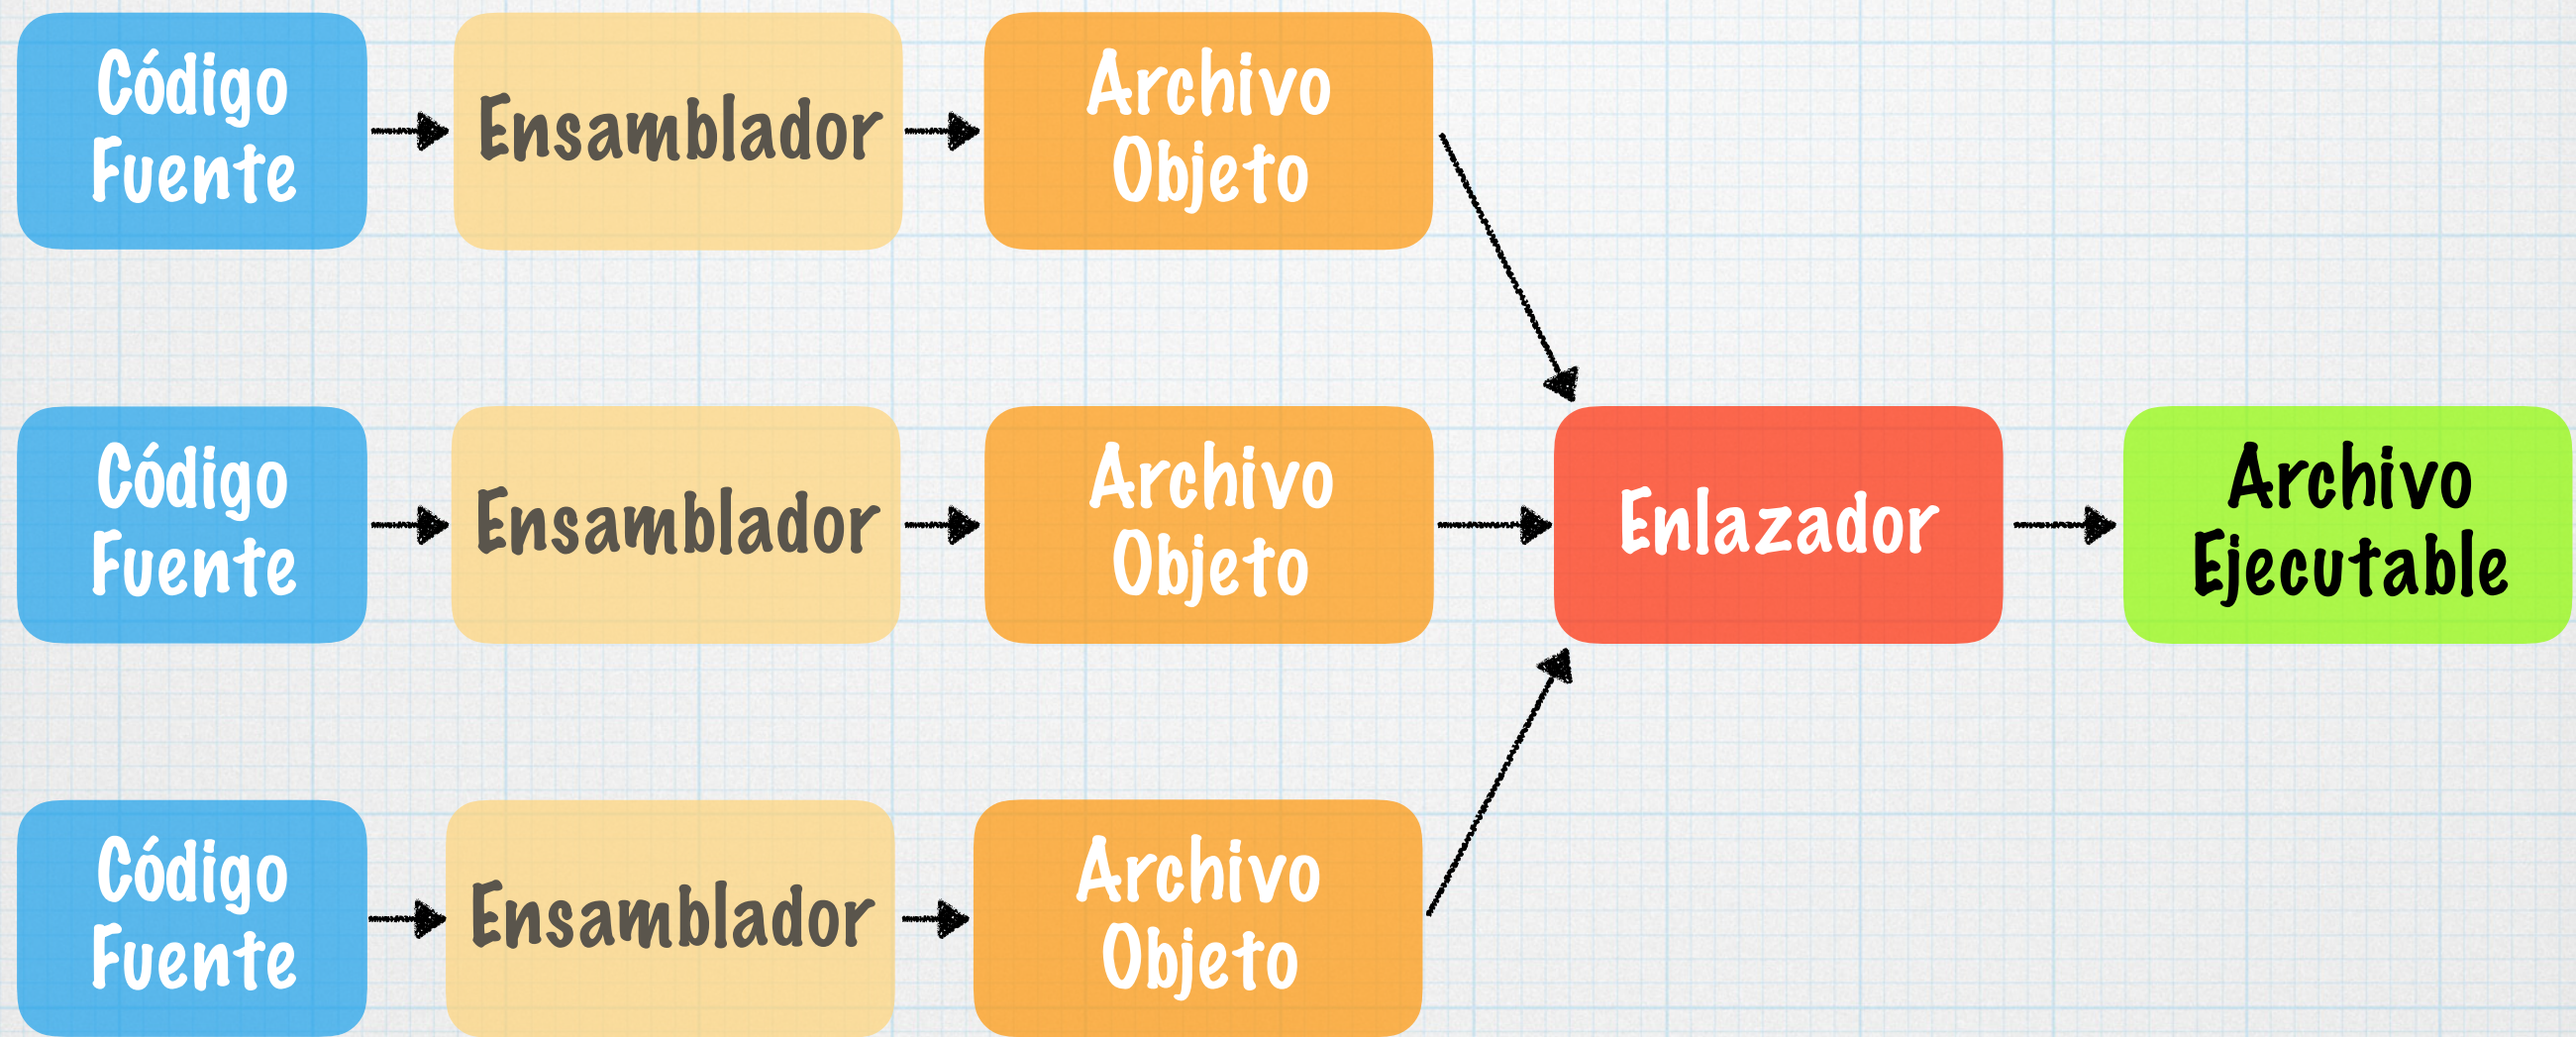 Código
Fuente
Ensamblador
Archivo
Objeto
Código
Fuente
Ensamblador
Archivo
Objeto
Enlazador
Archivo
Ejecutable
Código
Fuente
Ensamblador
Archivo
Objeto